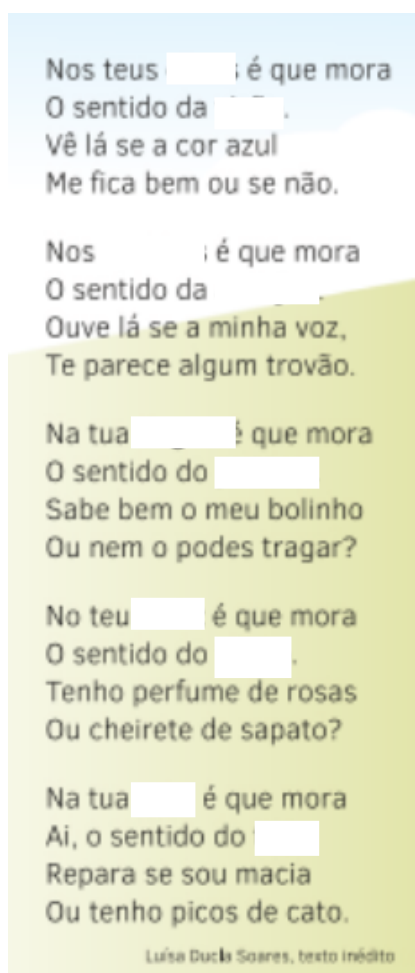 Nos teus é que mora
O sentido da .
Vê lá se a cor azul
Me fica bem ou se não.
Nos é que mora
O sentido da
Ouve lá se a minha voz,
Te parece algum trovão.
Na tua é que mora
O sentido do
Sabe bem o meu bolinho
Ou nem o podes tragar?
No teu é que mora
O sentido do .
Tenho perfume de rosas
Ou cheirete de sapato?
Na tua é que mora
Ai, o sentido do
Repara se sou macia
Ou tenho picos de cato.
Luísa Ducla Soares, texto inédito